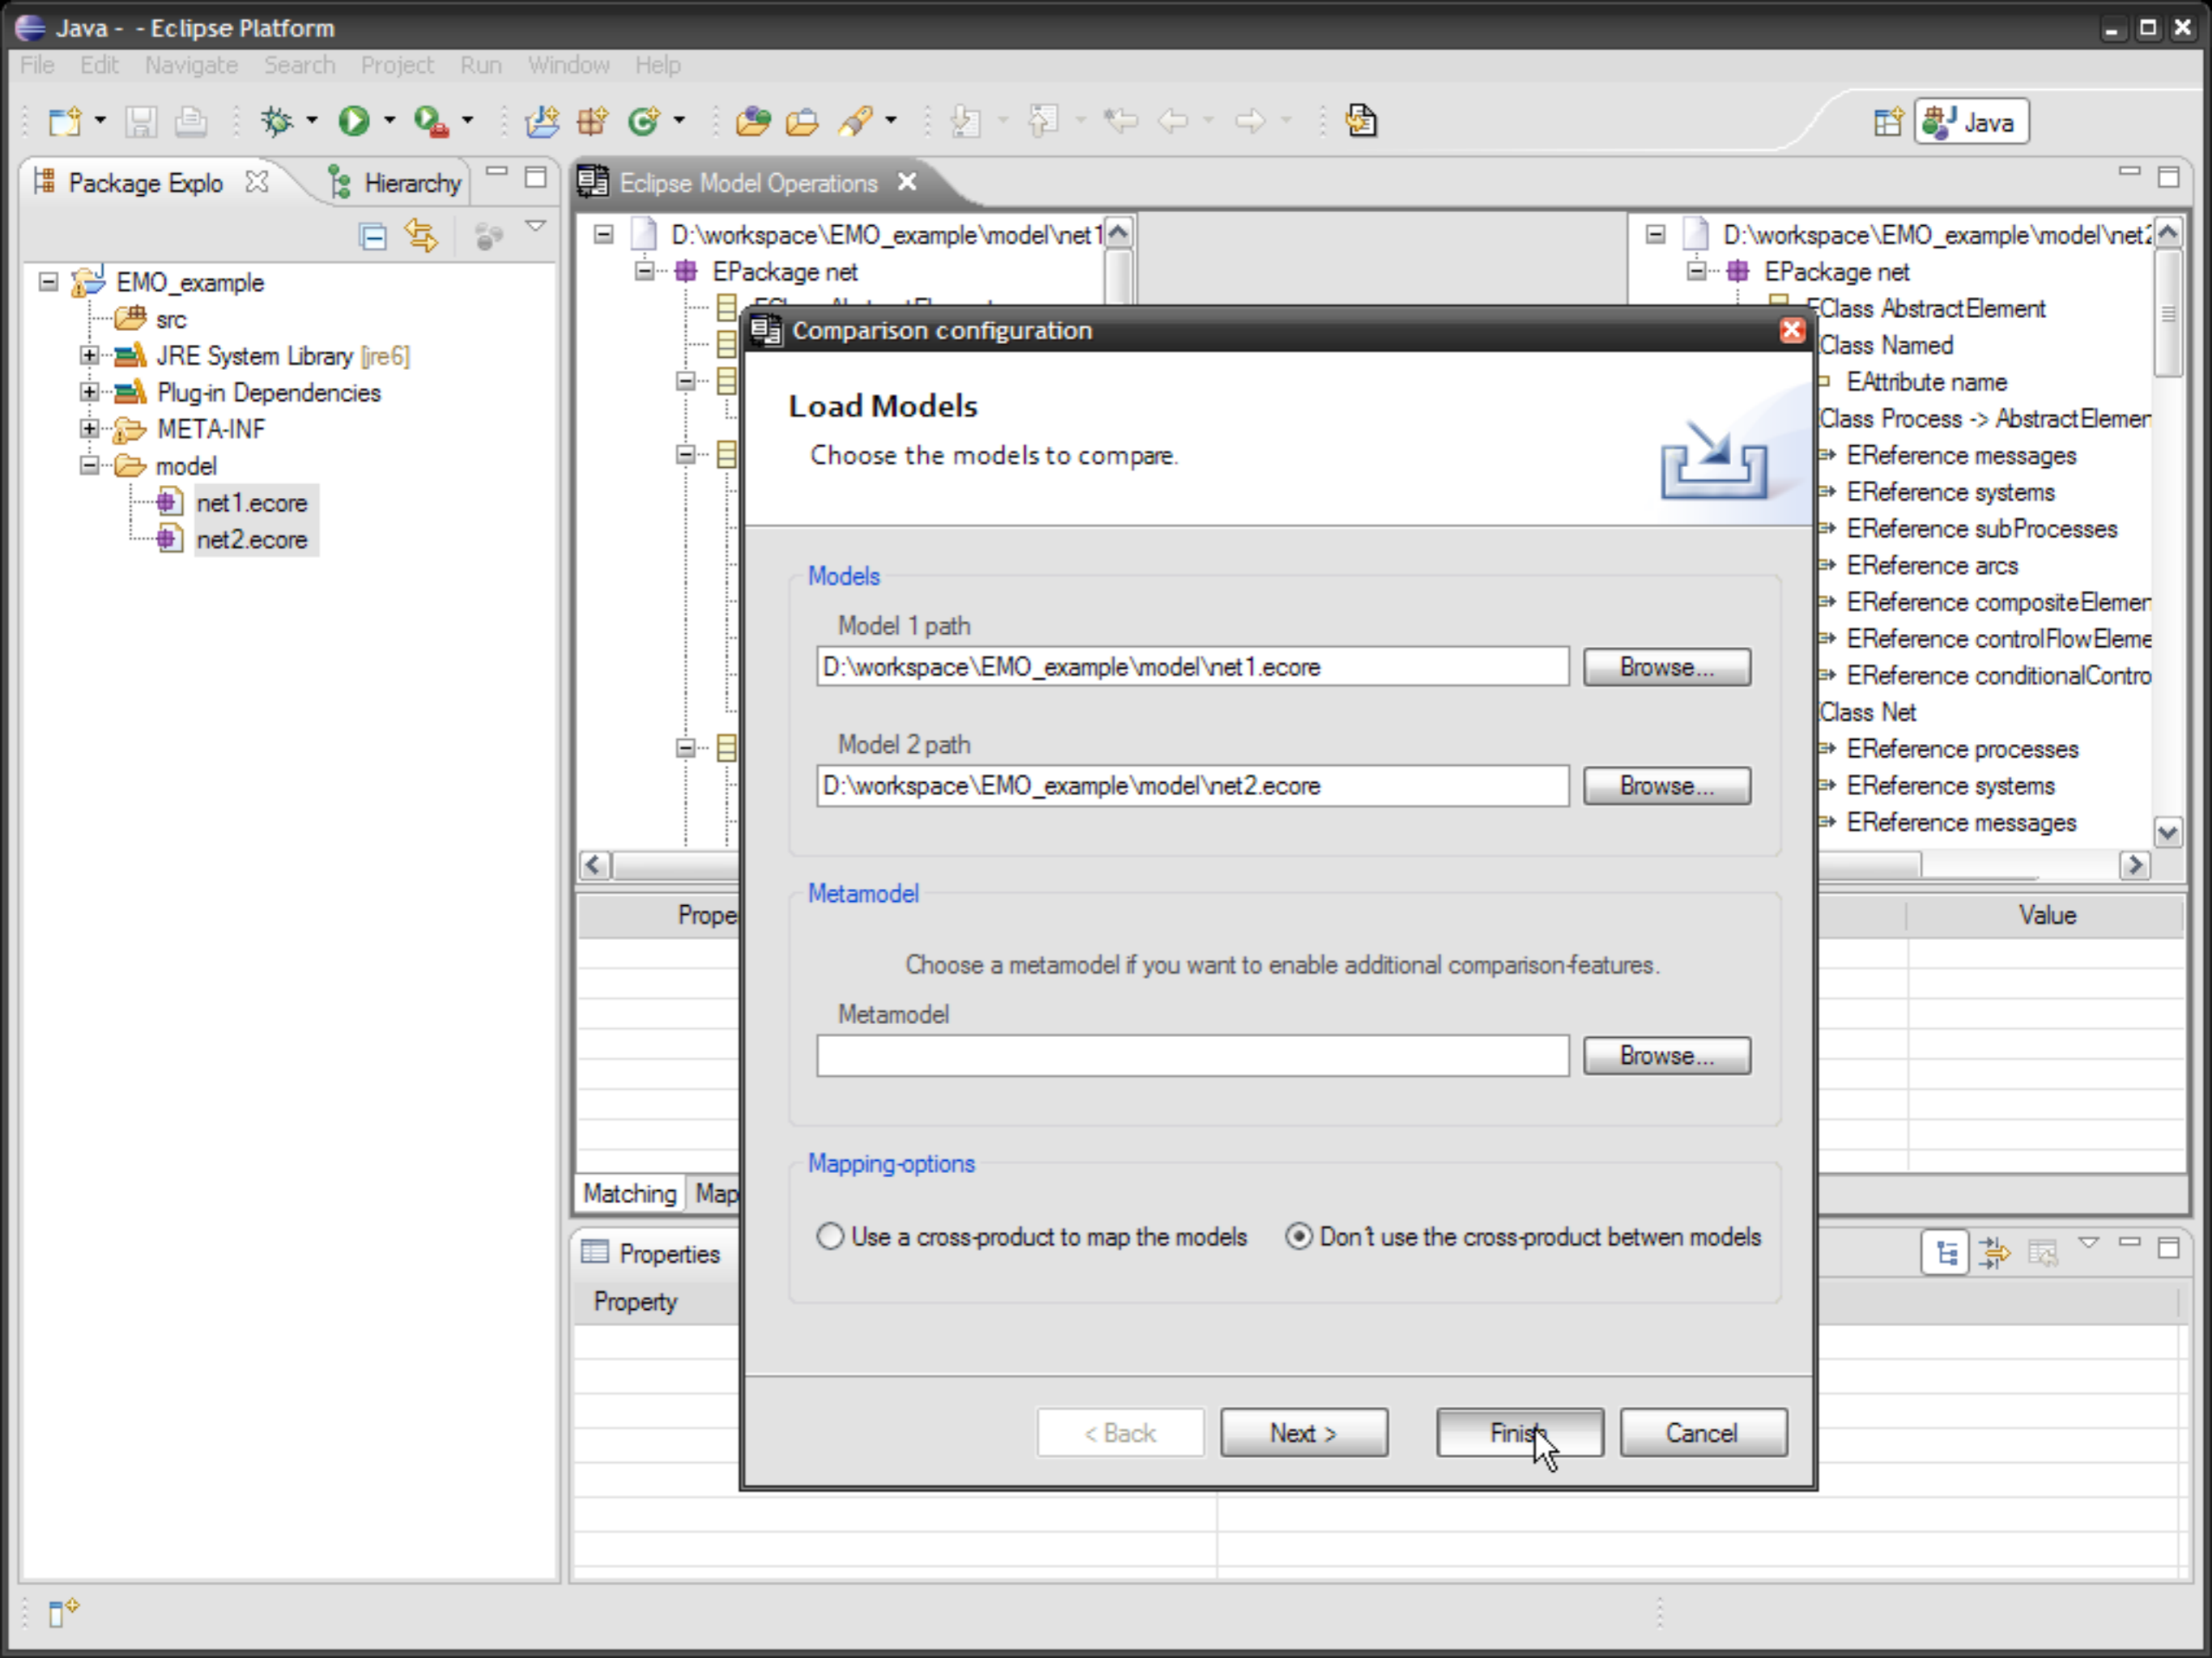 Java - - Eclipse Platform
File Edit Navigate Search Project Run Window Help
Java
Package Explo
Hierarchy
EMO_example
src
JRE System Library [jre6]
Plug-in Dependencies
META-INF
model
net1.ecore
net2.ecore
Eclipse Model Operations
D:\workspace\EMO_example\model\net1
EPackage net
D:\workspace\EMO_example\model\net2
EPackage net
EClass AbstractElement
Class Named
EAttribute name
Class Process -> AbstractElemen
EReference messages
EReference systems
EReference subProcesses
EReference arcs
EReference compositeElemen
EReference controlFlowEleme
EReference conditionalContro
Class Net
EReference processes
EReference systems
EReference messages
Prope
Value
Matching Map
Properties
Property
Comparison configuration
Load Models
Choose the models to compare.
Models
Model 1 path
D:\workspace\EMO_example\model\net1.ecore
Browse...
Model 2 path
D:\workspace\EMO_example\model\net2.ecore
Browse...
Metamodel
Choose a metamodel if you want to enable additional comparison-features.
Metamodel
Browse...
Mapping-options
Use a cross-product to map the models
Don't use the cross-product betwen models
< Back
Next >
Finish
Cancel